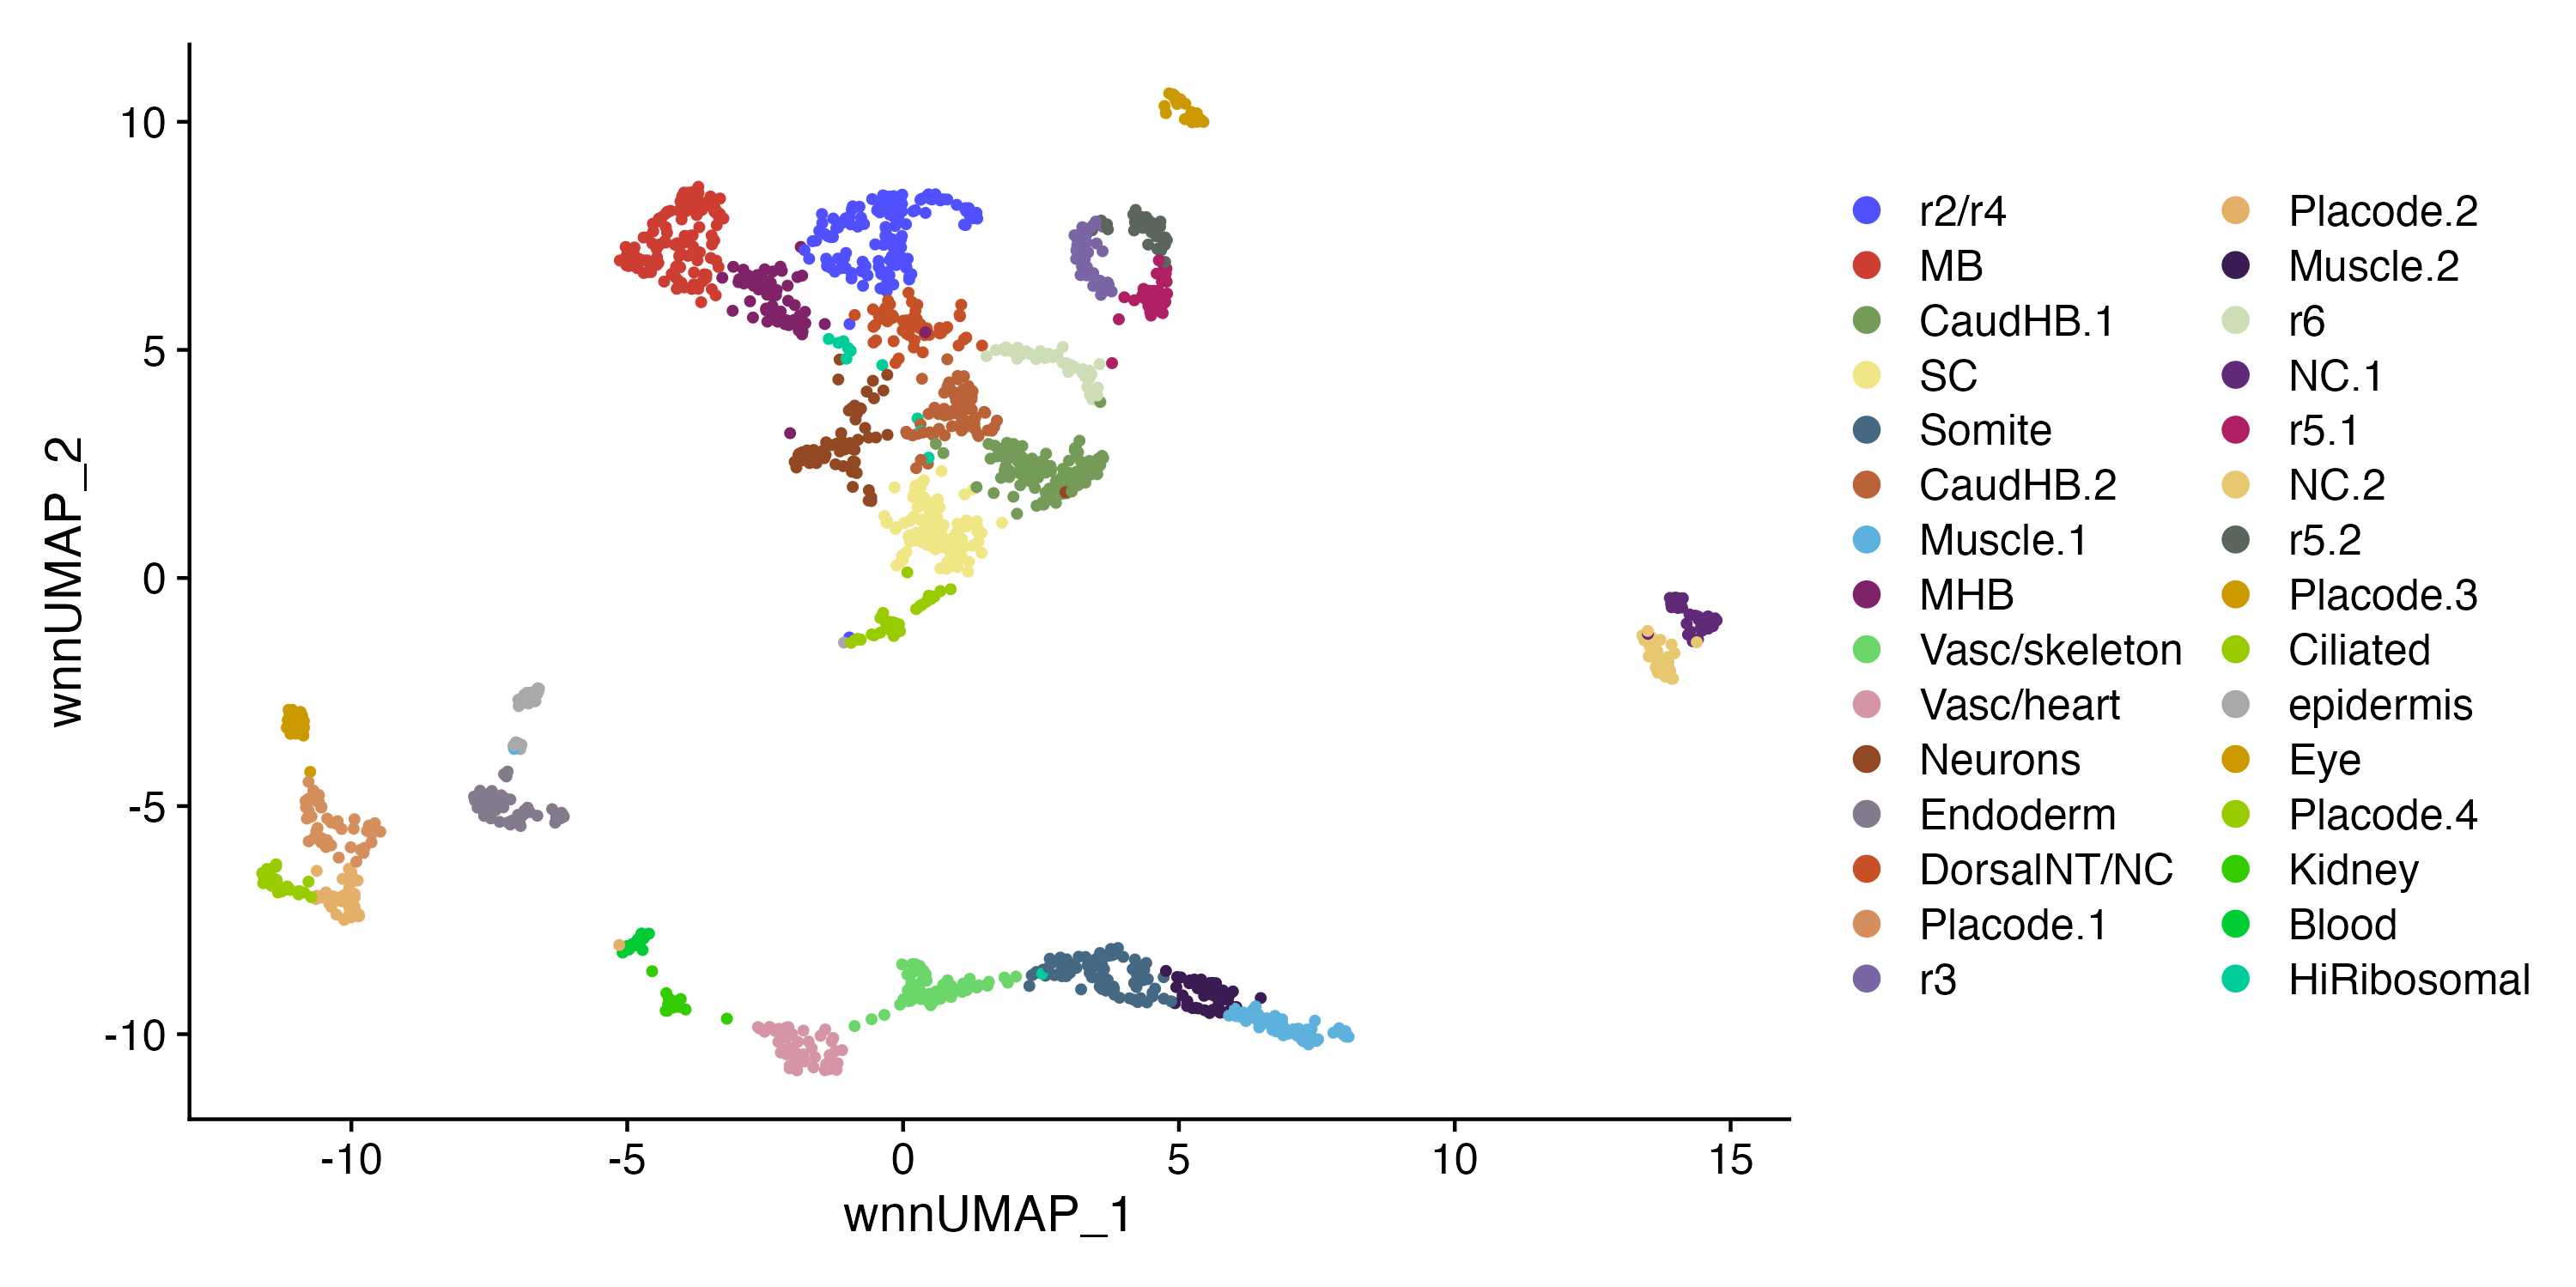 wnnUMAP_2
10
5
0
-5
-10
-10
-5
0
5
10
15
wnnUMAP_1
r2/r4
MB
CaudHB.1
SC
Somite
CaudHB.2
Muscle.1
MHB
Vasc/skeleton
Vasc/heart
Neurons
Endoderm
DorsalNT/NC
Placode.1
r3
Placode.2
Muscle.2
r6
NC.1
r5.1
NC.2
r5.2
Placode.3
Ciliated
epidermis
Eye
Placode.4
Kidney
Blood
HiRibosomal